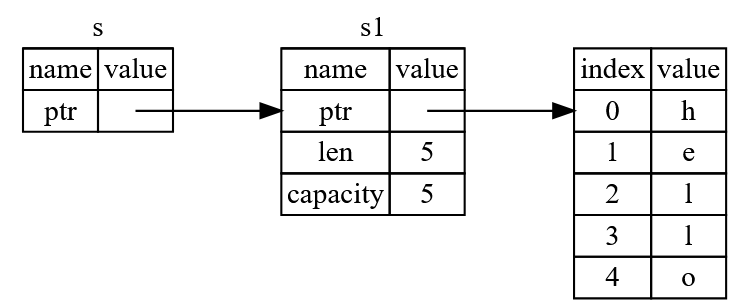 s
name value
ptr
s1
name value
ptr
len 5
capacity 5
index value
0 h
1 e
2 l
3 l
4 o